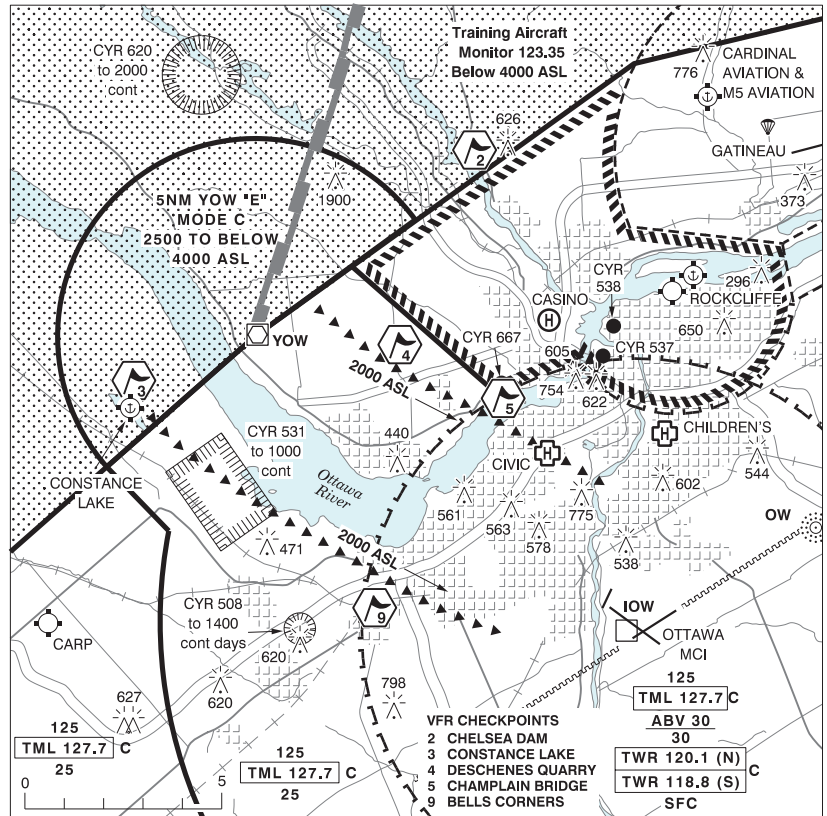 CYR 620
to 2000
cont
Training Aircraft
Monitor 123.35
Below 4000 ASL
776
CARDINAL
AVIATION &
M5 AVIATION
626
2
GATINEAU
373
1900
5NM YOW "E"
MODE C
2500 TO BELOW
4000 ASL
CYR
538
296
CASINO
H
ROCKCLIFFE
650
YOW
4
CYR 667
605
CYR 537
2000 ASL
754
622
3
5
CYR 531
to 1000
cont
440
CHILDREN'S
H
CIVIC
H
544
CONSTANCE
LAKE
Ottawa
River
561
563
775
602
OW
471
2000 ASL
578
538
CYR 508
to 1400
cont days
9
IOW
CARP
620
OTTAWA
MCI
620
627
798
125
TML 127.7 C
25
125
TML 127.7 C
25
0 5
VFR CHECKPOINTS
2 CHELSEA DAM
3 CONSTANCE LAKE
4 DESCHENES QUARRY
5 CHAMPLAIN BRIDGE
9 BELLS CORNERS
125
TML 127.7 C
ABV 30
30
TWR 120.1 (N)
TWR 118.8 (S)
C
SFC